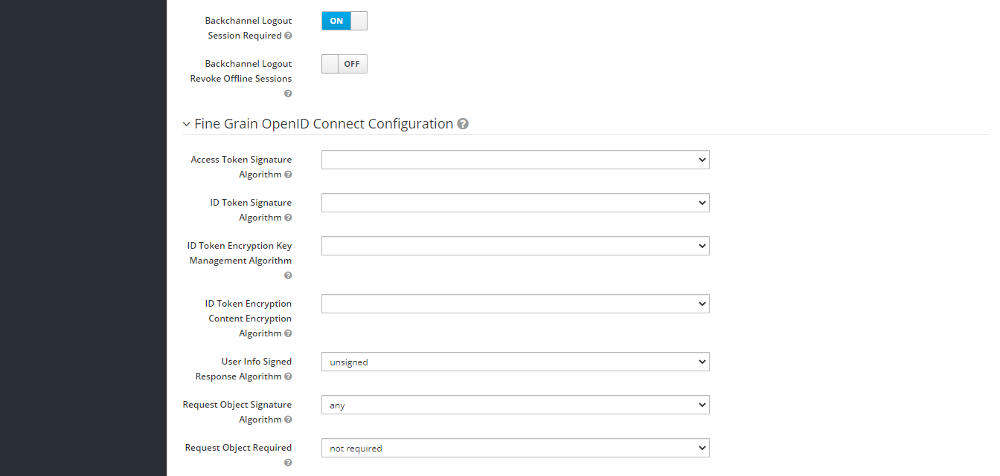 Backchannel Logout
Session Required
ON
Backchannel Logout
Revoke Offline Sessions
OFF
Fine Grain OpenID Connect Configuration
Access Token Signature
Algorithm
ID Token Signature
Algorithm
ID Token Encryption Key
Management Algorithm
ID Token Encryption
Content Encryption
Algorithm
User Info Signed
Response Algorithm
unsigned
Request Object Signature
Algorithm
any
Request Object Required
not required